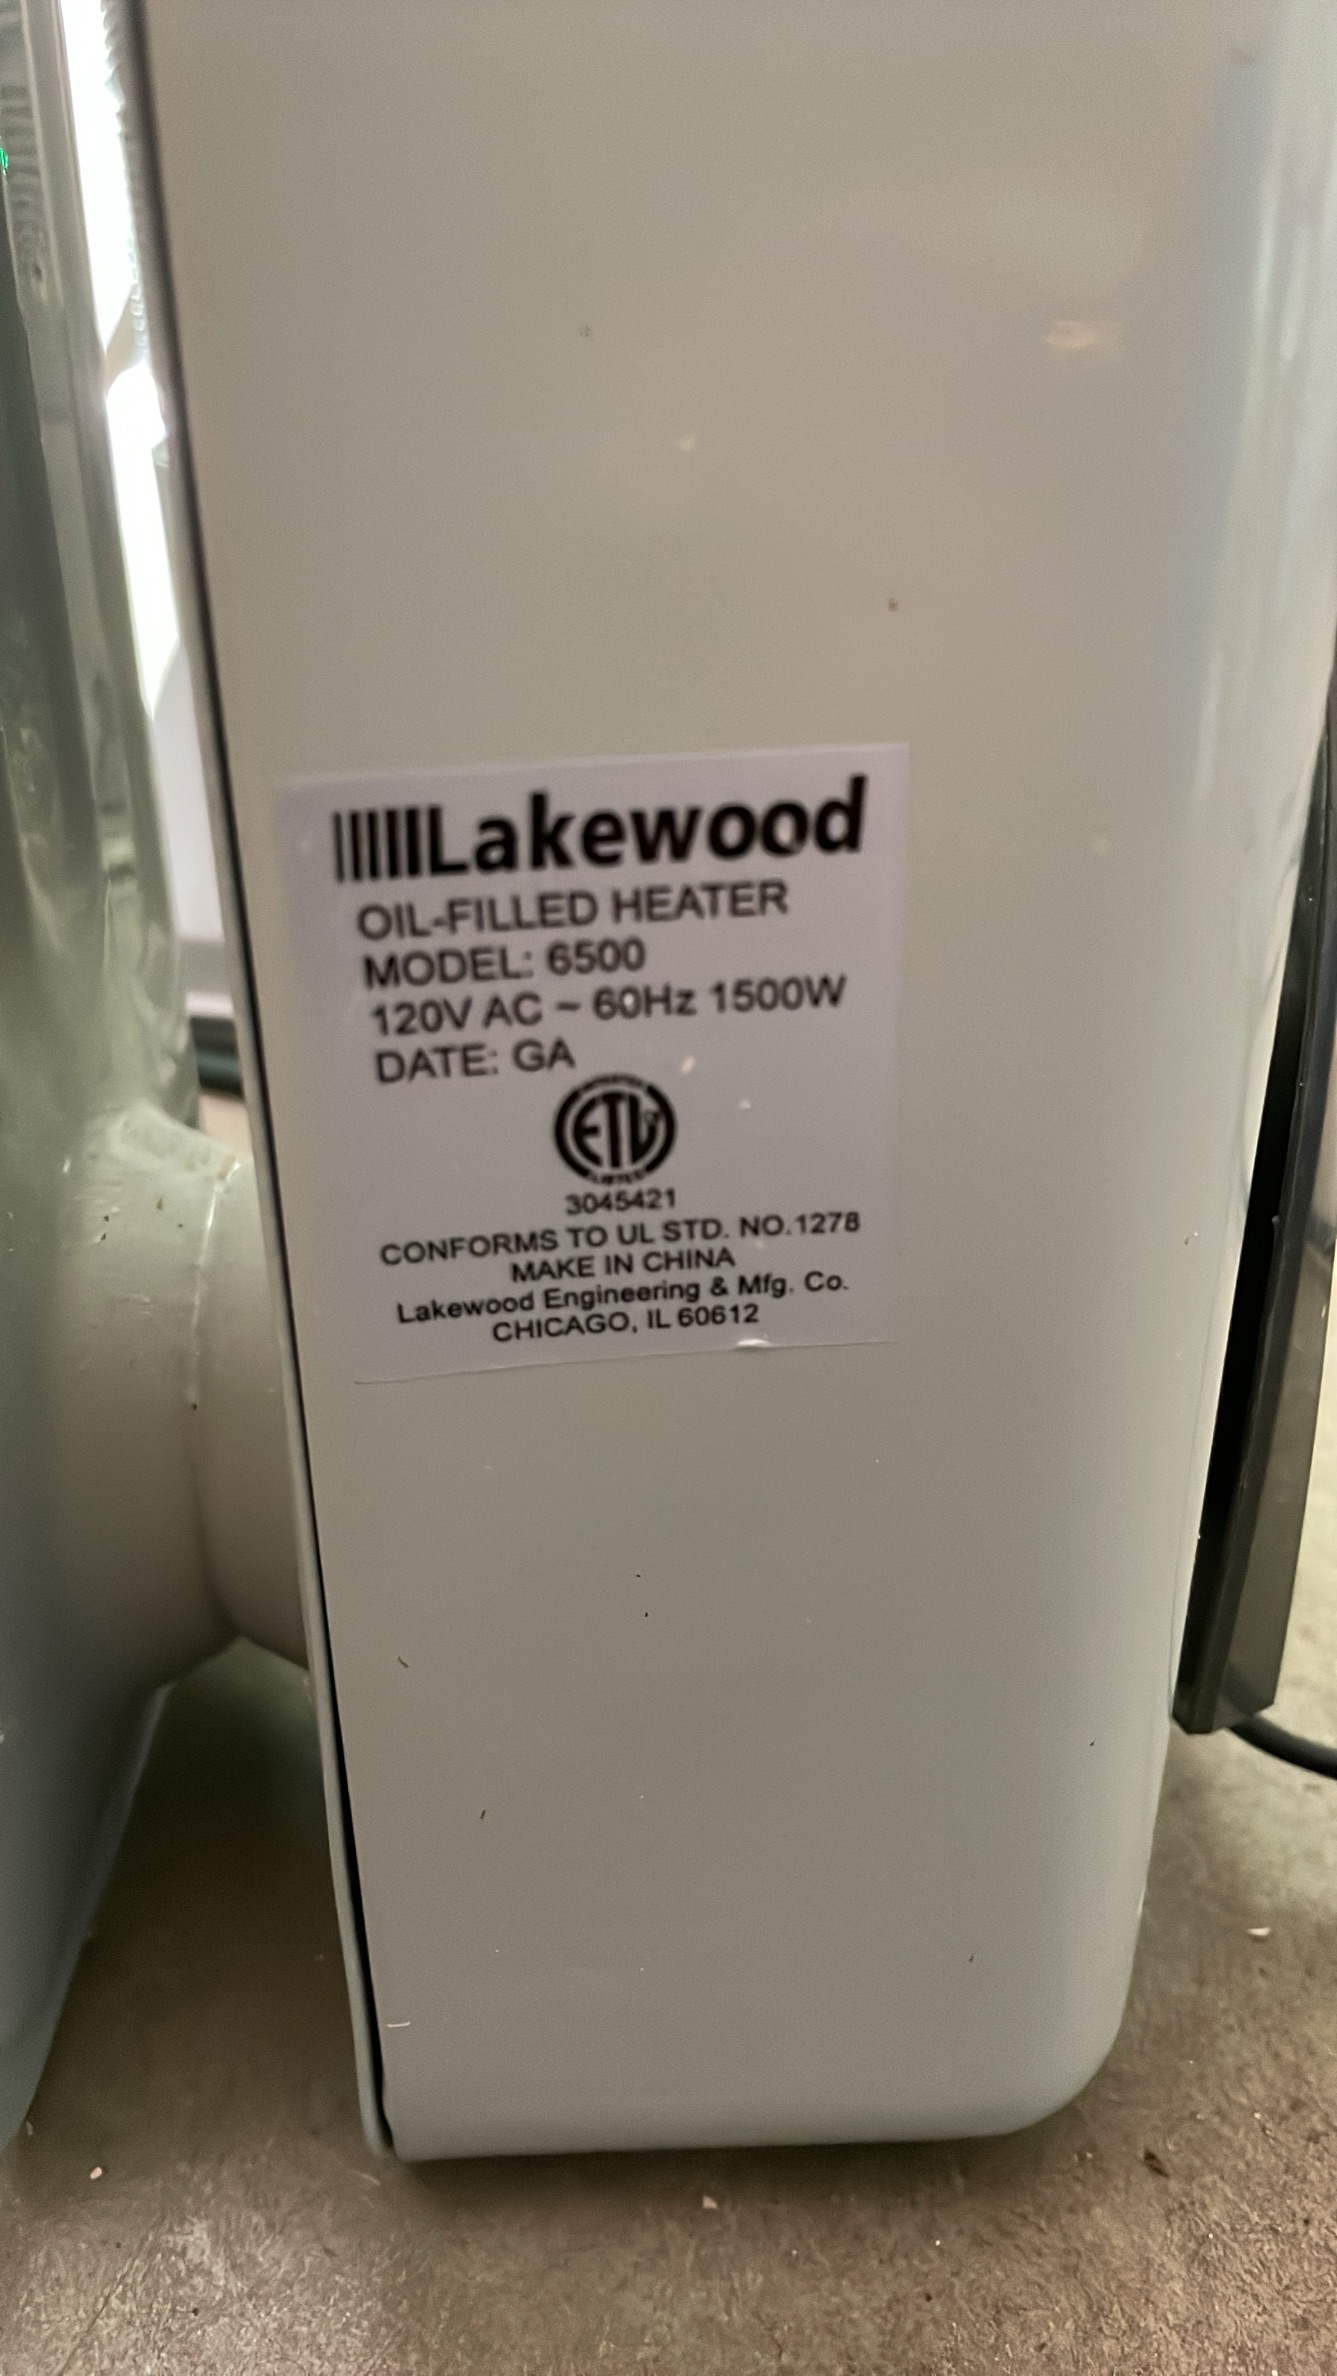 Lakewood
OIL-FILLED HEATER
MODEL: 6500
120V AC ~ 60Hz 1500W
DATE: GA
ETL
LISTED
3045421
CONFORMS TO UL STD. NO.1278
MAKE IN CHINA
Lakewood Engineering & Mfg. Co.
CHICAGO, IL 60612